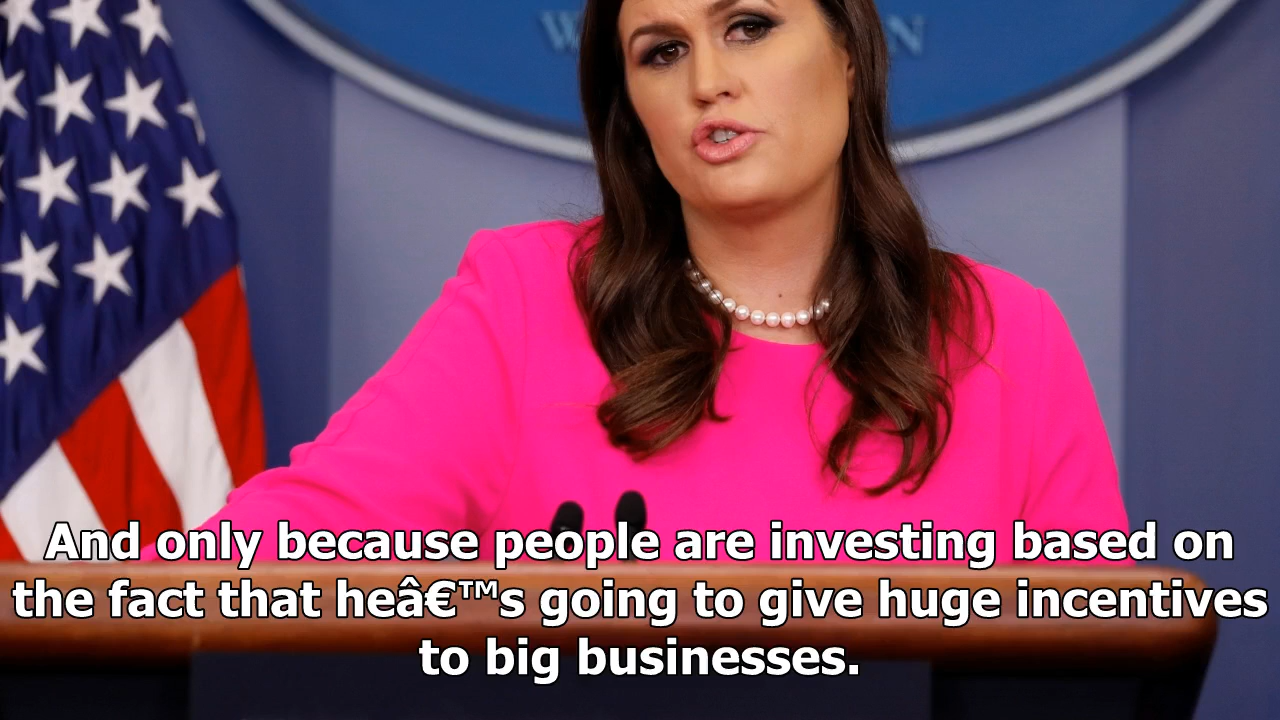 W
N
And only because people are investing based on
the fact that heâ€™s going to give huge incentives
to big businesses.